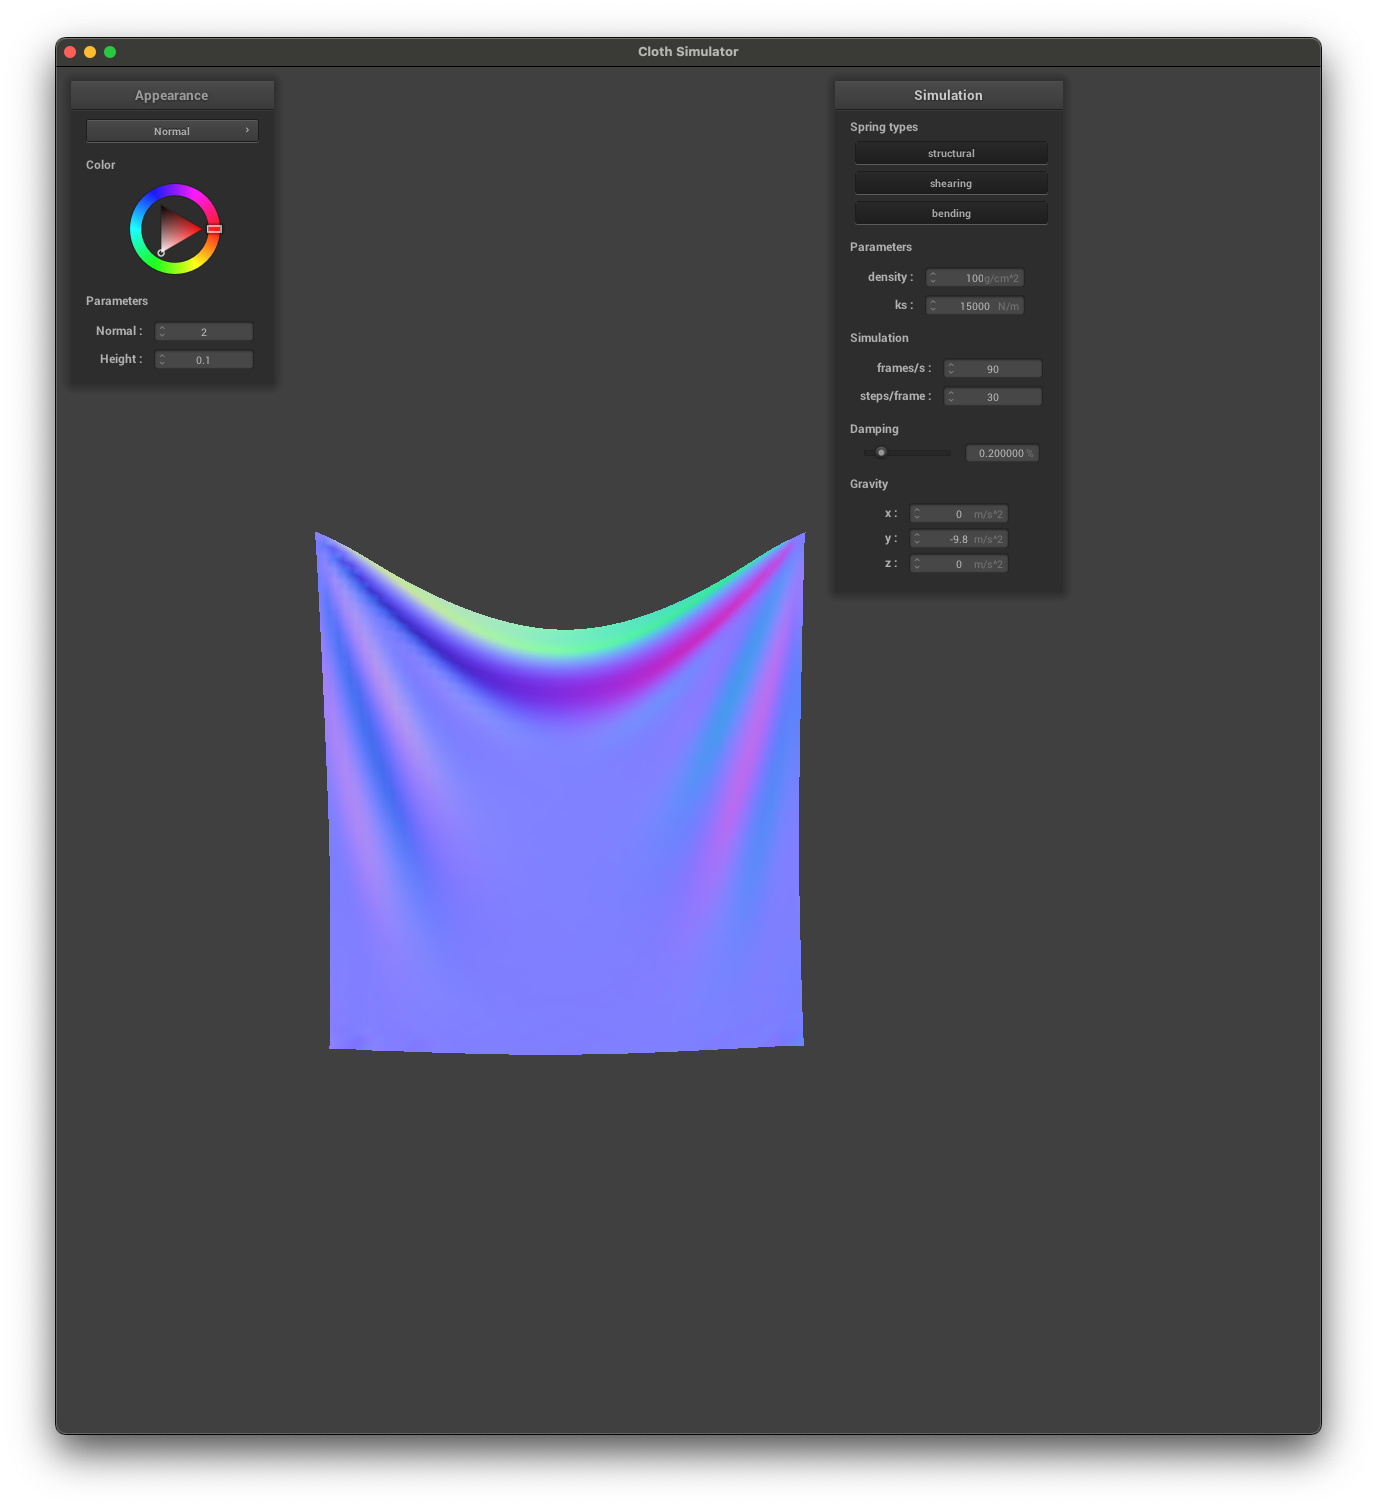 Cloth Simulator
Appearance
Normal
Color
Parameters
Normal : 2
Height : 0.1
Simulation
Spring types
structural
shearing
bending
Parameters
density : 100 g/cm^2
ks : 15000 N/m
Simulation
frames/s : 90
steps/frame : 30
Damping
0.200000 %
Gravity
x : 0 m/s^2
y : -9.8 m/s^2
z : 0 m/s^2